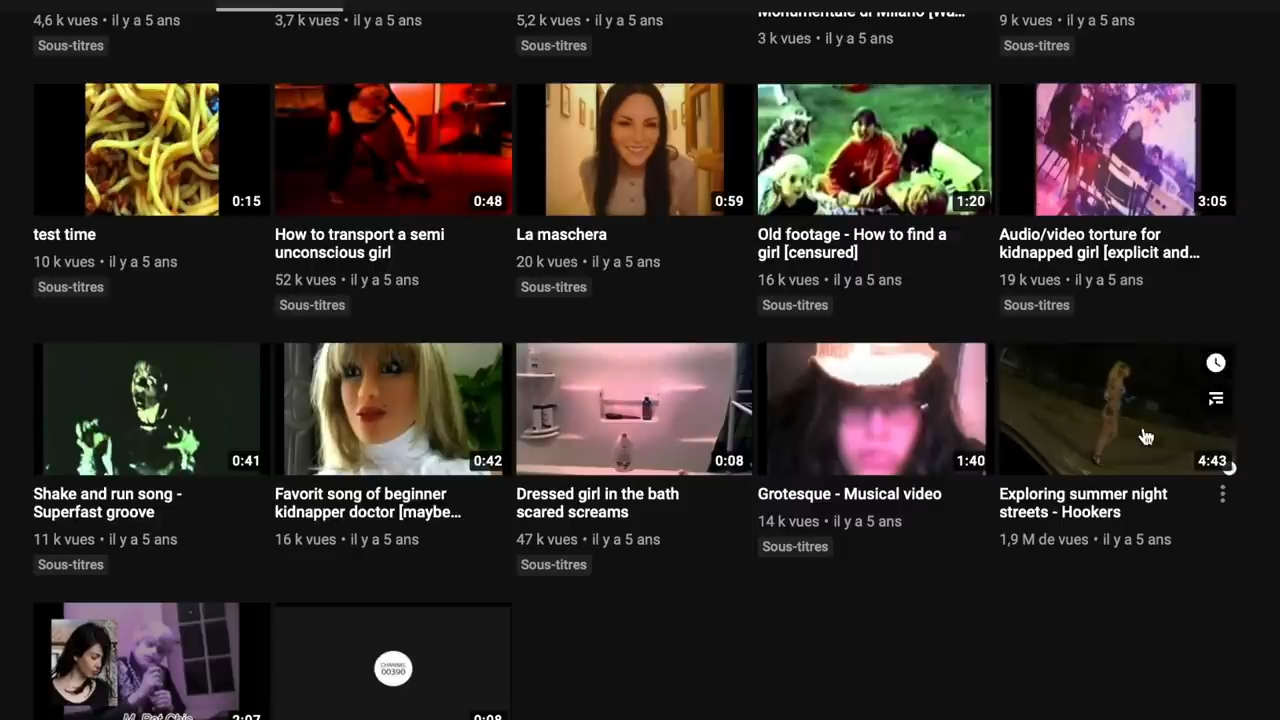 4,6 k vues • il y a 5 ans
3,7 k vues • il y a 5 ans
5,2 k vues • il y a 5 ans
Monumentale di Milano [Wa...
9 k vues • il y a 5 ans
3 k vues • il y a 5 ans
Sous-titres
Sous-titres
Sous-titres
0:15
0:48
0:59
1:20
3:05
test time
10 k vues • il y a 5 ans
Sous-titres
How to transport a semi
unconscious girl
52 k vues • il y a 5 ans
Sous-titres
La maschera
20 k vues • il y a 5 ans
Sous-titres
Old footage - How to find a
girl [censured]
16 k vues • il y a 5 ans
Sous-titres
Audio/video torture for
kidnapped girl [explicit and...
19 k vues • il y a 5 ans
Sous-titres
0:41
0:42
0:08
1:40
4:43
Shake and run song -
Superfast groove
11 k vues • il y a 5 ans
Sous-titres
Favorit song of beginner
kidnapper doctor [maybe...
16 k vues • il y a 5 ans
Dressed girl in the bath
scared screams
47 k vues • il y a 5 ans
Sous-titres
Grotesque - Musical video
14 k vues • il y a 5 ans
Sous-titres
Exploring summer night
streets - Hookers
1,9 M de vues • il y a 5 ans
CHANNEL
00390
2:07
0:08